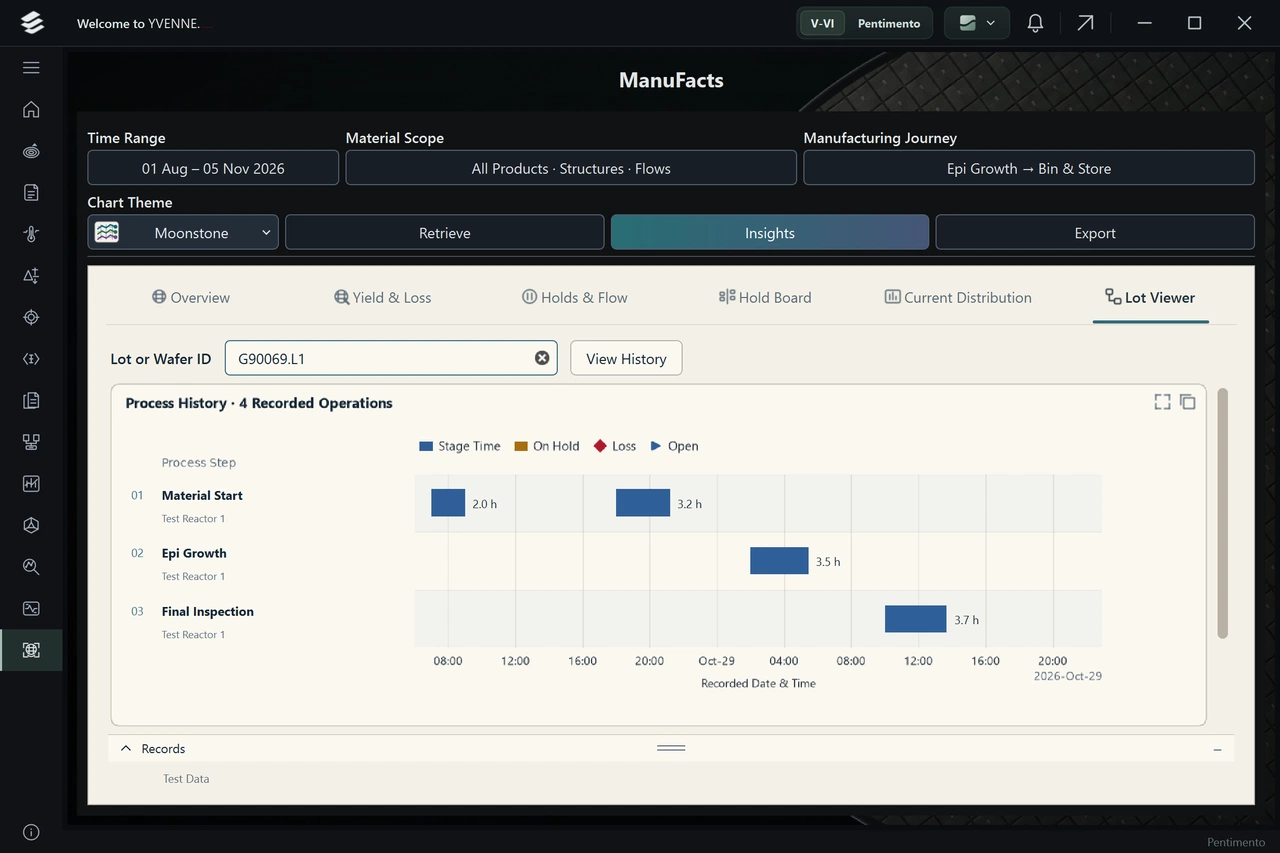 Welcome to YVENNE.
V-VI Pentimento
ManuFacts
Time Range Material Scope Manufacturing Journey
01 Aug – 05 Nov 2026 All Products · Structures · Flows Epi Growth → Bin & Store
Chart Theme
Moonstone Retrieve Insights Export
Overview Yield & Loss Holds & Flow Hold Board Current Distribution Lot Viewer
Lot or Wafer ID G90069.L1 View History
Process History · 4 Recorded Operations
Stage Time On Hold Loss Open
Process Step
01 Material Start 2.0 h 3.2 h
Test Reactor 1
02 Epi Growth 3.5 h
Test Reactor 1
03 Final Inspection 3.7 h
Test Reactor 1
08:00 12:00 16:00 20:00 Oct-29 04:00 08:00 12:00 16:00 20:00
2026-Oct-29
Recorded Date & Time
Records
Test Data
Pentimento